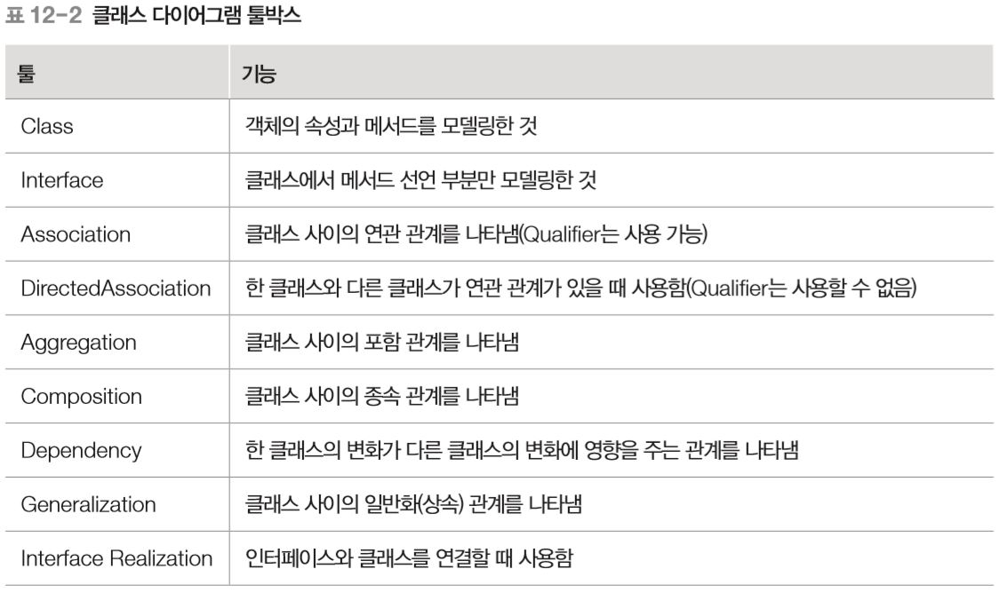 표 12-2 클래스 다이어그램 툴박스
툴 기능
Class 객체의 속성과 메서드를 모델링한 것
Interface 클래스에서 메서드 선언 부분만 모델링한 것
Association 클래스 사이의 연관 관계를 나타냄(Qualifier는 사용 가능)
DirectedAssociation 한 클래스와 다른 클래스가 연관 관계가 있을 때 사용함(Qualifier는 사용할 수 없음)
Aggregation 클래스 사이의 포함 관계를 나타냄
Composition 클래스 사이의 종속 관계를 나타냄
Dependency 한 클래스의 변화가 다른 클래스의 변화에 영향을 주는 관계를 나타냄
Generalization 클래스 사이의 일반화(상속) 관계를 나타냄
Interface Realization 인터페이스와 클래스를 연결할 때 사용함